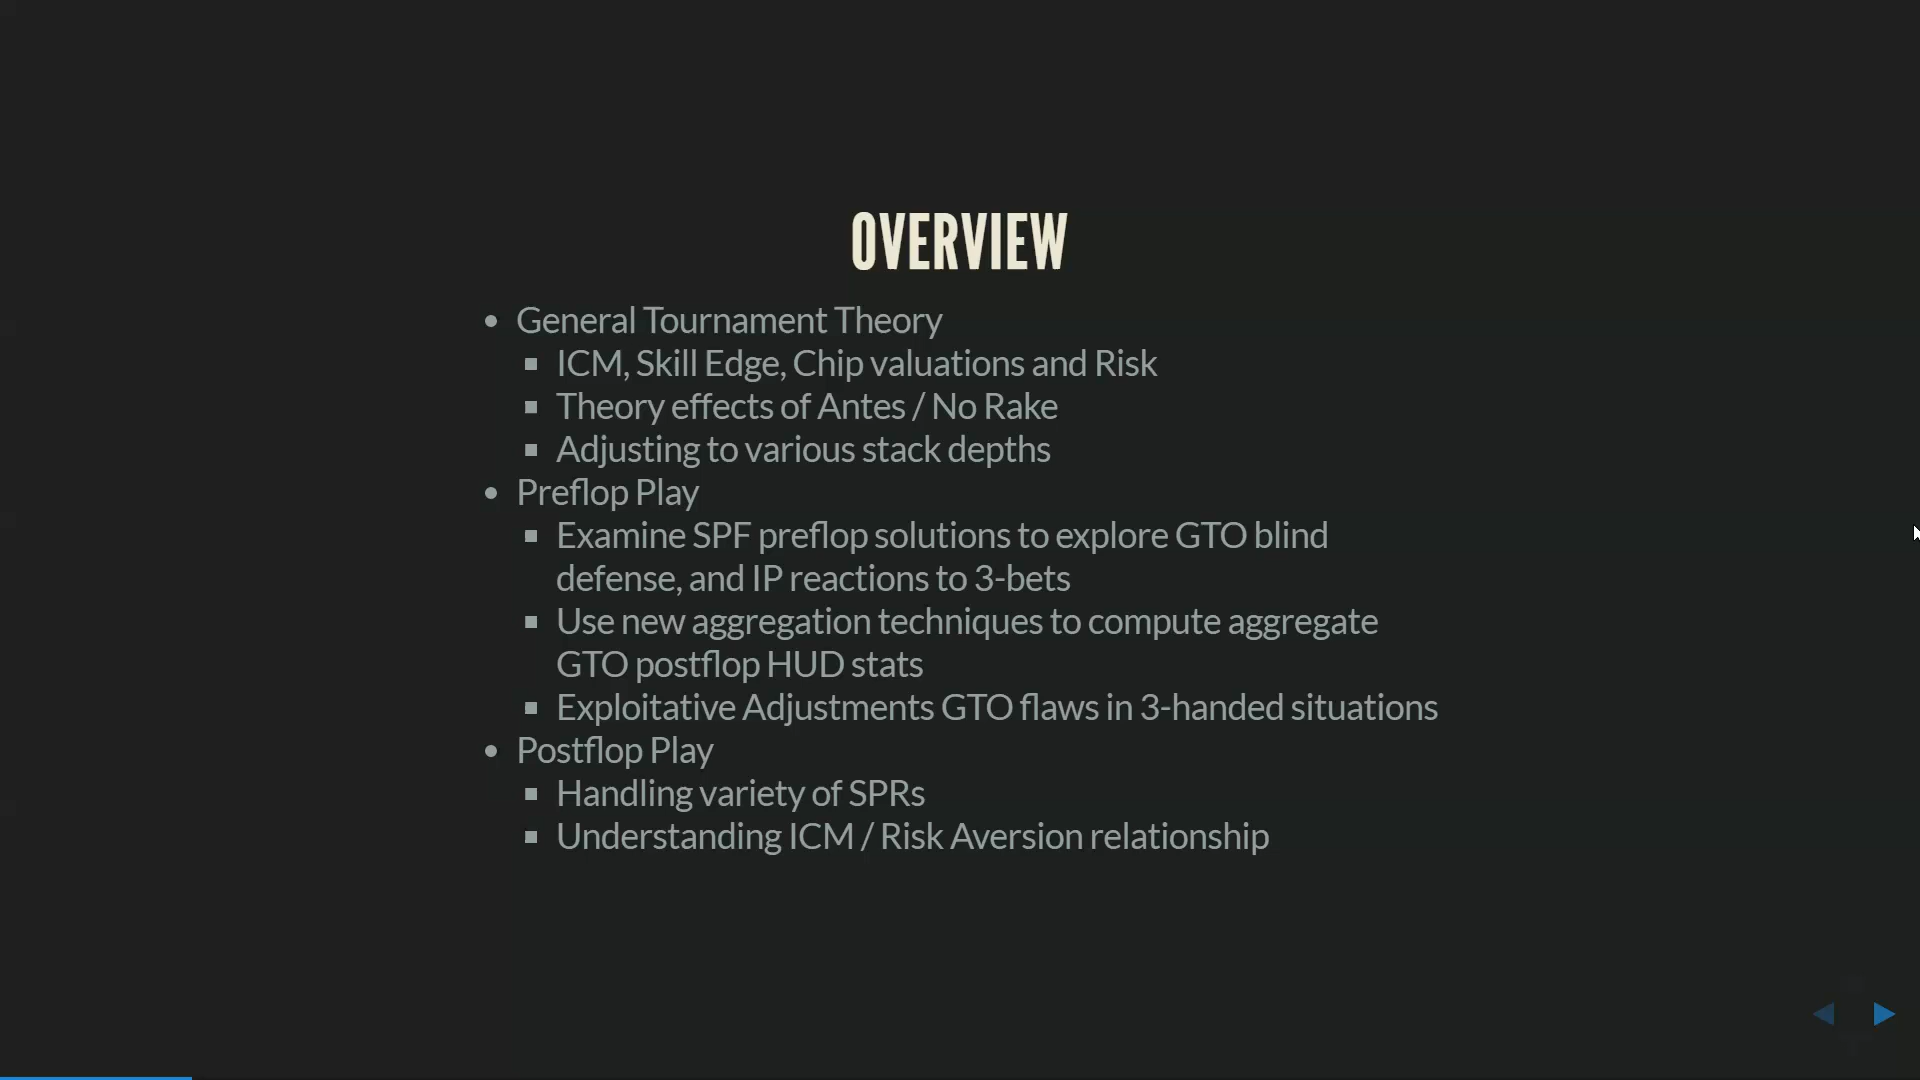 OVERVIEW
General Tournament Theory
ICM, Skill Edge, Chip valuations and Risk
Theory effects of Antes / No Rake
Adjusting to various stack depths
Preflop Play
Examine SPF preflop solutions to explore GTO blind
defense, and IP reactions to 3-bets
Use new aggregation techniques to compute aggregate
GTO postflop HUD stats
Exploitative Adjustments GTO flaws in 3-handed situations
Postflop Play
Handling variety of SPRs
Understanding ICM / Risk Aversion relationship